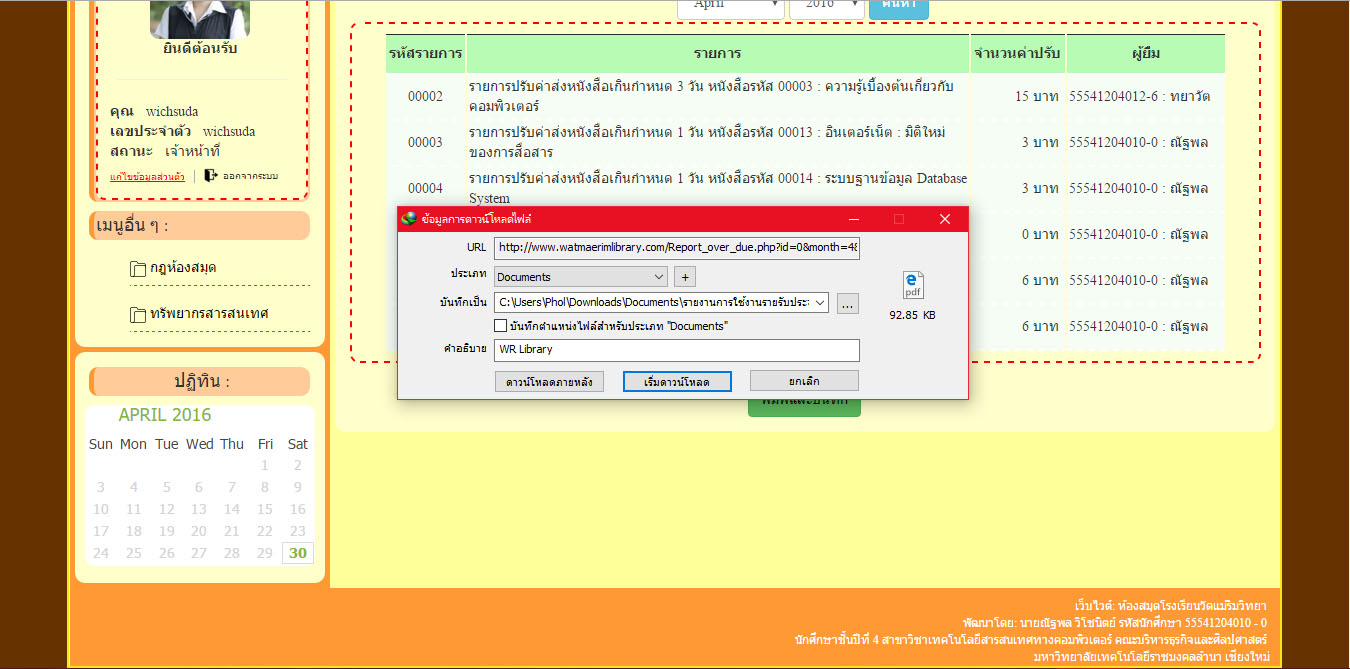 April
2016
ค้นหา
ยินดีต้อนรับ
คุณ wichsuda
เลขประจำตัว wichsuda
สถานะ เจ้าหน้าที่
แก้ไขข้อมูลส่วนตัว | ออกจากระบบ
เมนูอื่น ๆ :
กฎห้องสมุด
ทรัพยากรสารสนเทศ
ปฏิทิน :
APRIL 2016
Sun Mon Tue Wed Thu Fri Sat
1 2
3 4 5 6 7 8 9
10 11 12 13 14 15 16
17 18 19 20 21 22 23
24 25 26 27 28 29 30
รหัสรายการ รายการ จำนวนค่าปรับ ผู้ยืม
00002 รายการปรับค่าส่งหนังสือเกินกำหนด 3 วัน หนังสือรหัส 00003 : ความรู้เบื้องต้นเกี่ยวกับ
คอมพิวเตอร์ 15 บาท 55541204012-6 : ทยาวัต
00003 รายการปรับค่าส่งหนังสือเกินกำหนด 1 วัน หนังสือรหัส 00013 : อินเตอร์เน็ต : มิติใหม่
ของการสื่อสาร 3 บาท 55541204010-0 : ณัฐพล
00004 รายการปรับค่าส่งหนังสือเกินกำหนด 1 วัน หนังสือรหัส 00014 : ระบบฐานข้อมูล Database
System 3 บาท 55541204010-0 : ณัฐพล
0 บาท 55541204010-0 : ณัฐพล
6 บาท 55541204010-0 : ณัฐพล
6 บาท 55541204010-0 : ณัฐพล
ข้อมูลการดาวน์โหลดไฟล์
URL http://www.watmaerimlibrary.com/Report_over_due.php?id=0&month=4&
ประเภท Documents +
บันทึกเป็น C:\Users\Phol\Downloads\Documents\รายงานการใช้งานรายรับประ ...
บันทึกตำแหน่งไฟล์สำหรับประเภท "Documents"
คำอธิบาย WR Library
pdf
92.85 KB
ดาวน์โหลดภายหลัง เริ่มดาวน์โหลด ยกเลิก
พิมพ์และบันทึก
เว็บไวต์: ห้องสมุดโรงเรียนวัดแม่ริมวิทยา
พัฒนาโดย: นายณัฐพล วิโชนิตย์ รหัสนักศึกษา 55541204010 - 0
นักศึกษาชั้นปีที่ 4 สาขาวิชาเทคโนโลยีสารสนเทศทางคอมพิวเตอร์ คณะบริหารธุรกิจและศิลปศาสตร์
มหาวิทยาลัยเทคโนโลยีราชมงคลล้านา เชียงใหม่